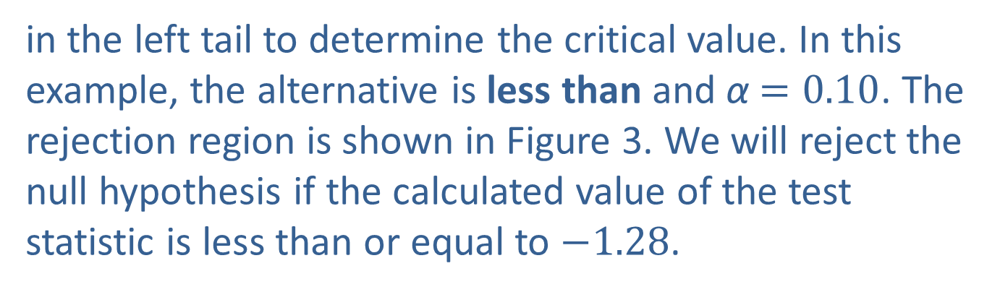 in the left tail to determine the critical value. In this
example, the alternative is less than and α = 0.10. The
rejection region is shown in Figure 3. We will reject the
null hypothesis if the calculated value of the test
statistic is less than or equal to −1.28.